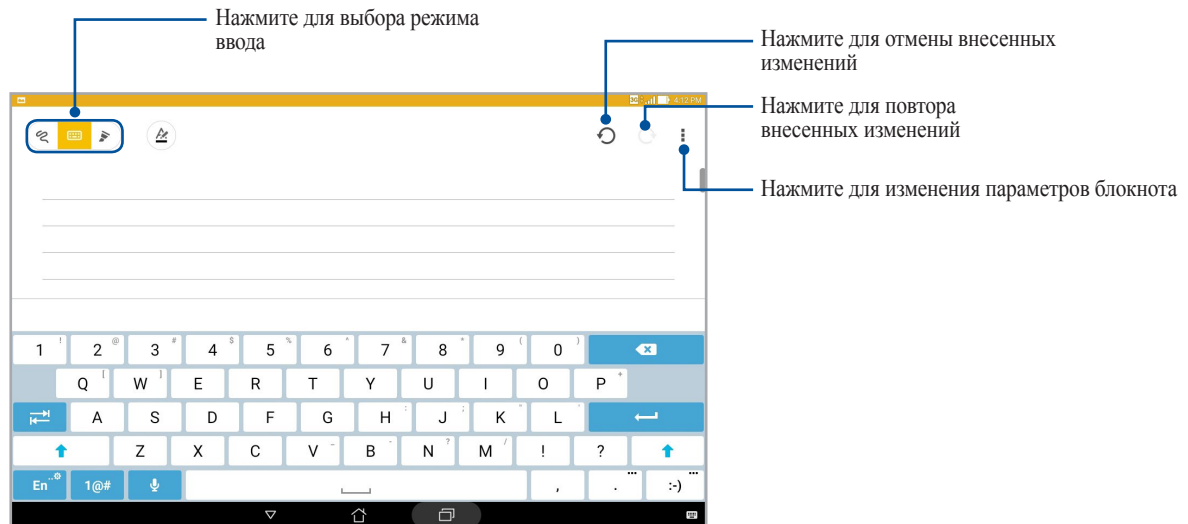 Нажмите для выбора режима
ввода
Нажмите для отмены внесенных
изменений
Нажмите для повтора
внесенных изменений
Нажмите для изменения параметров блокнота
3G 4:12 PM
1 ! 2 @ 3 # 4 $ 5 % 6 ^ 7 & 8 * 9 ( 0 )
Q [ W ] E R T Y U I O P +
A S D F G H : J ; K " L '
Z X C V - B N ? M / ! ?
En 1@# , . ... :-) ...